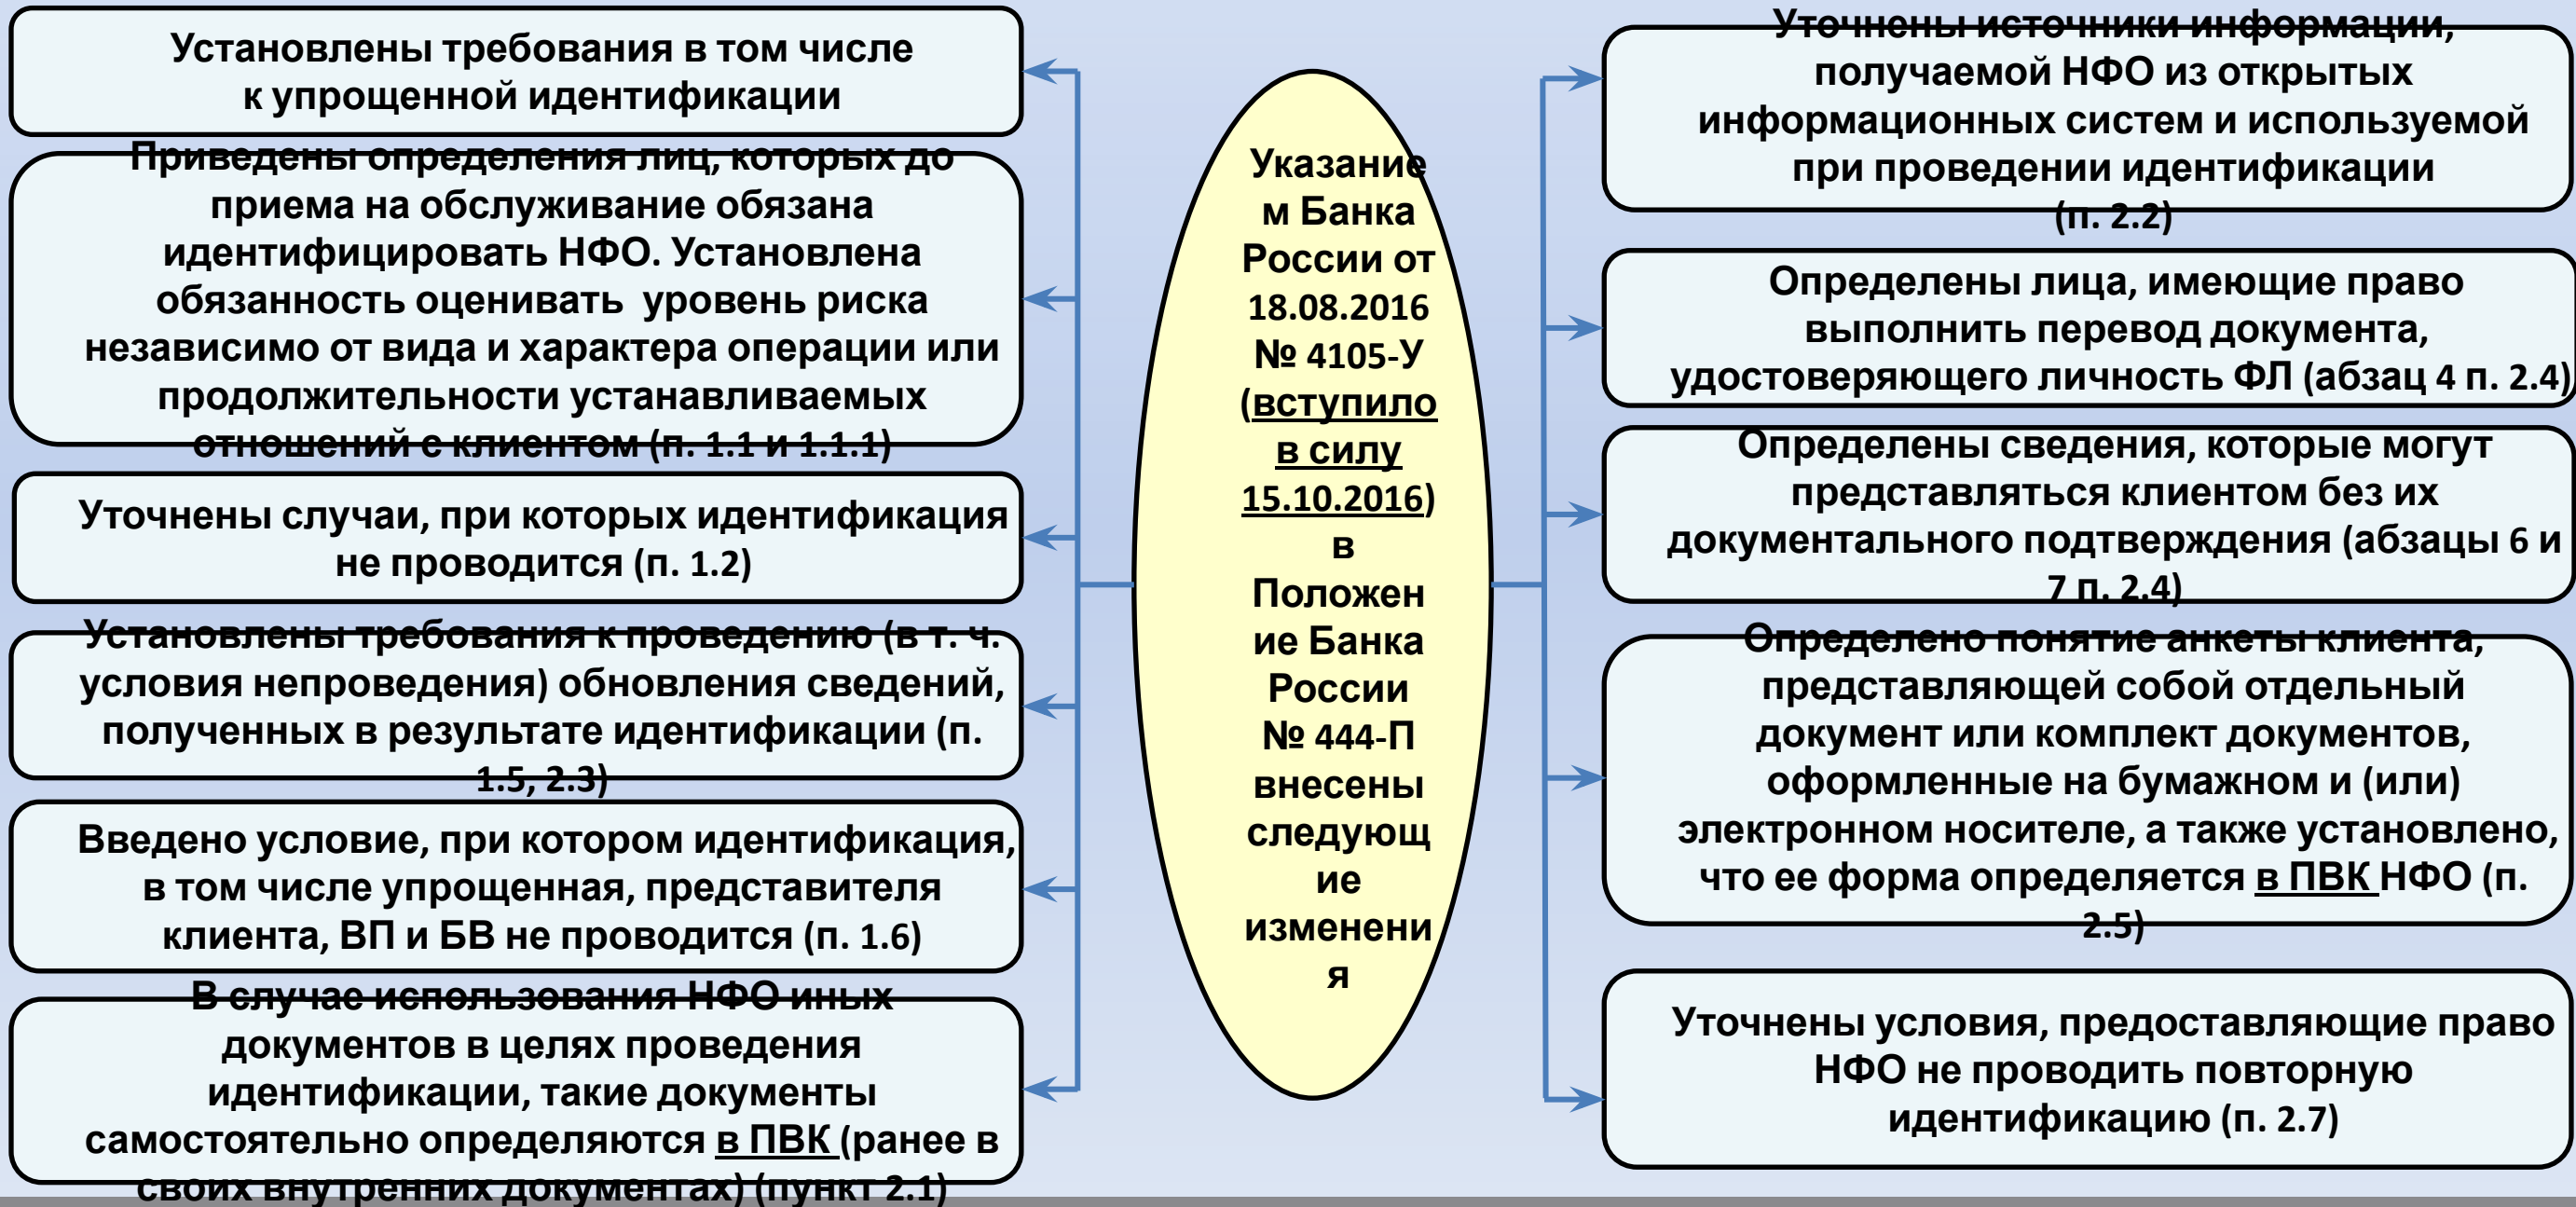 Установлены требования в том числе
к упрощенной идентификации
Приведены определения лиц, которых до
приема на обслуживание обязана
идентифицировать НФО. Установлена
обязанность оценивать уровень риска
независимо от вида и характера операции или
продолжительности устанавливаемых
отношений с клиентом (п. 1.1 и 1.1.1)
Уточнены случаи, при которых идентификация
не проводится (п. 1.2)
Установлены требования к проведению (в т. ч.
условия непроведения) обновления сведений,
полученных в результате идентификации (п.
1.5, 2.3)
Введено условие, при котором идентификация,
в том числе упрощенная, представителя
клиента, ВП и БВ не проводится (п. 1.6)
В случае использования НФО иных
документов в целях проведения
идентификации, такие документы
самостоятельно определяются в ПВК (ранее в
своих внутренних документах) (пункт 2.1)
Указание
м Банка
России от
18.08.2016
№ 4105-У
(вступило
в силу
15.10.2016)
в
Положен
ие Банка
России
№ 444-П
внесены
следующ
ие
изменени
я
Уточнены источники информации,
получаемой НФО из открытых
информационных систем и используемой
при проведении идентификации
(п. 2.2)
Определены лица, имеющие право
выполнить перевод документа,
удостоверяющего личность ФЛ (абзац 4 п. 2.4)
Определены сведения, которые могут
представляться клиентом без их
документального подтверждения (абзацы 6 и
7 п. 2.4)
Определено понятие анкеты клиента,
представляющей собой отдельный
документ или комплект документов,
оформленные на бумажном и (или)
электронном носителе, а также установлено,
что ее форма определяется в ПВК НФО (п.
2.5)
Уточнены условия, предоставляющие право
НФО не проводить повторную
идентификацию (п. 2.7)